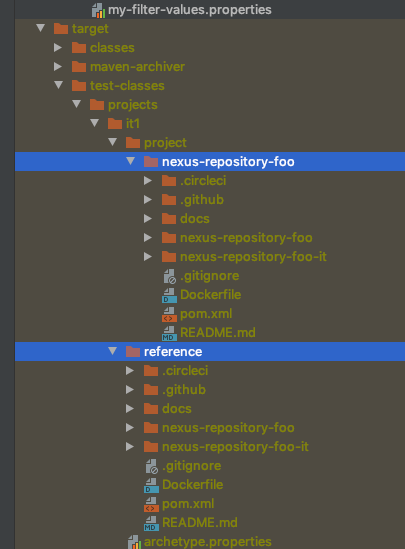 my-filter-values.properties
target
classes
maven-archiver
test-classes
projects
it1
project
nexus-repository-foo
.circleci
.github
docs
nexus-repository-foo
nexus-repository-foo-it
.gitignore
Dockerfile
pom.xml
README.md
reference
.circleci
.github
docs
nexus-repository-foo
nexus-repository-foo-it
.gitignore
Dockerfile
pom.xml
README.md
archetype.properties